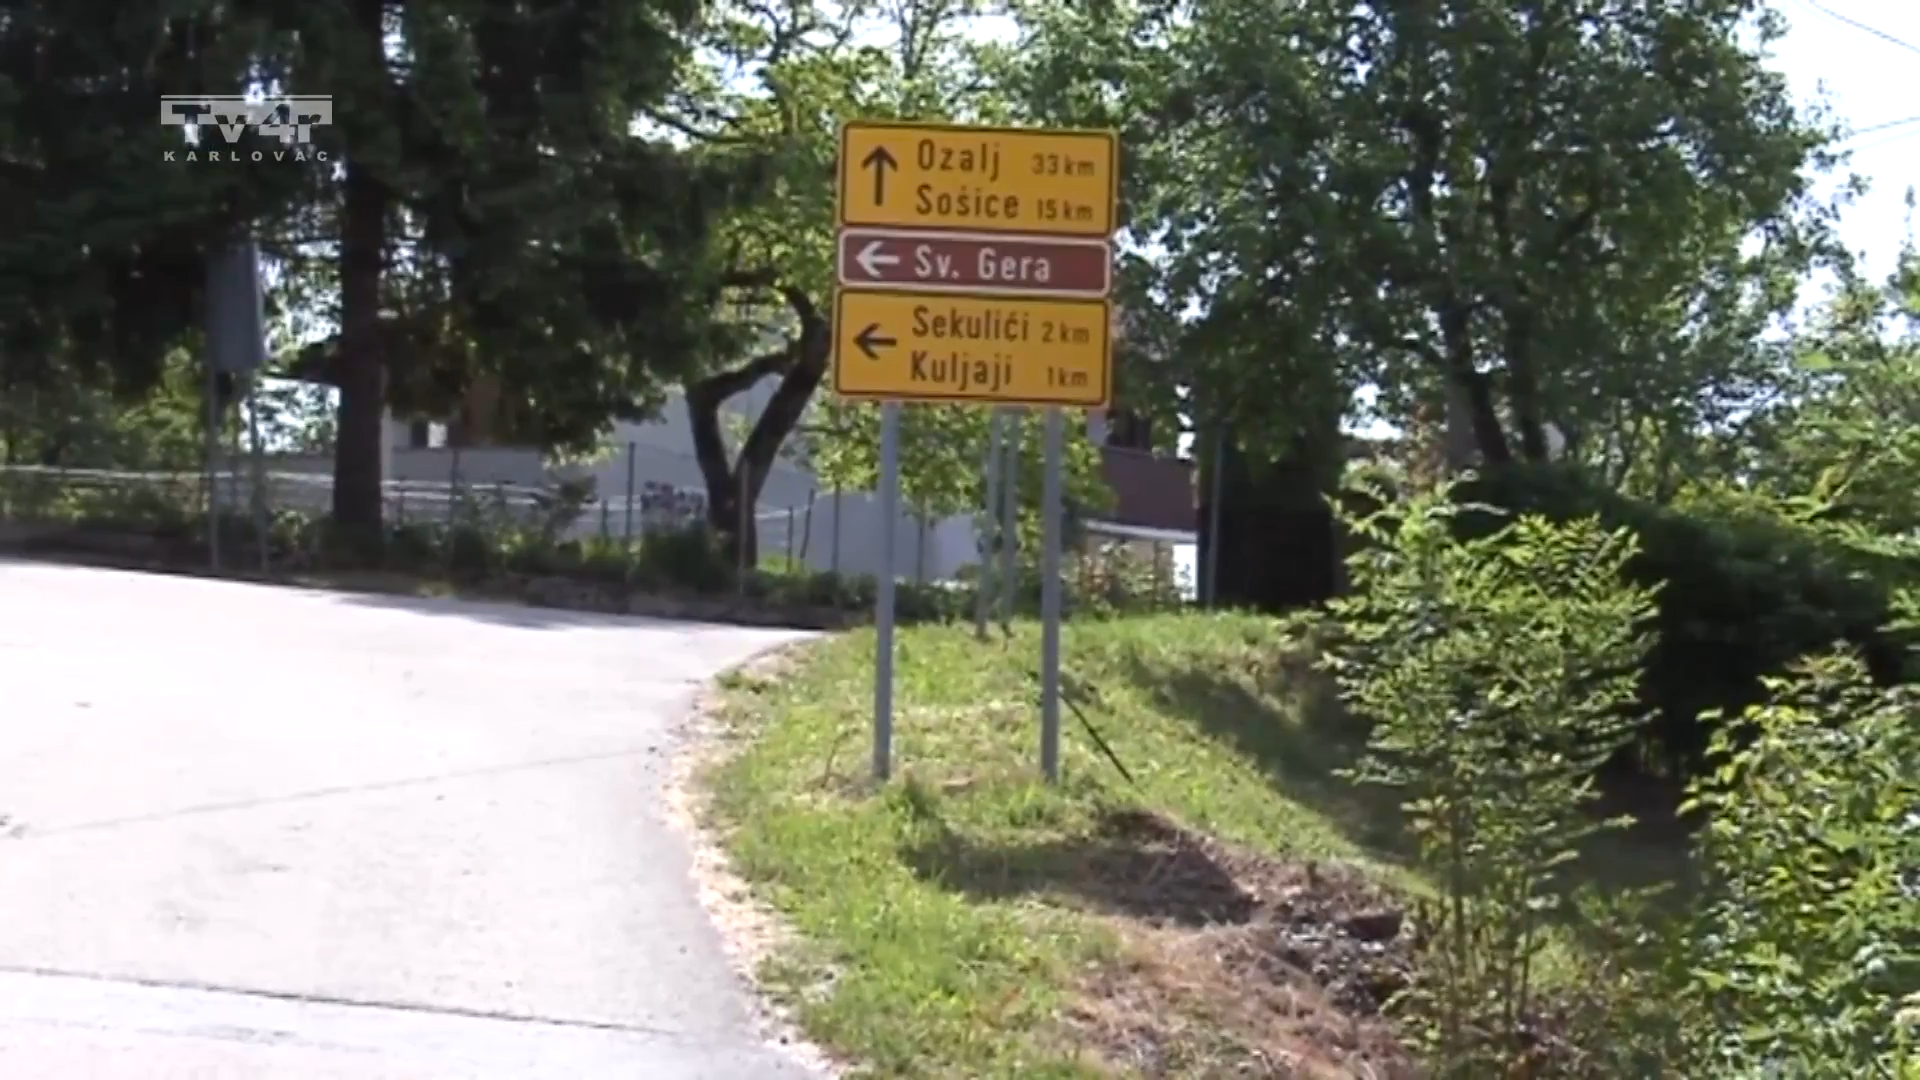 Tv4r
KARLOVAC
Ozalj 33 km
Sošice 15 km
Sv. Gera
Sekulići 2 km
Kuljaji 1 km